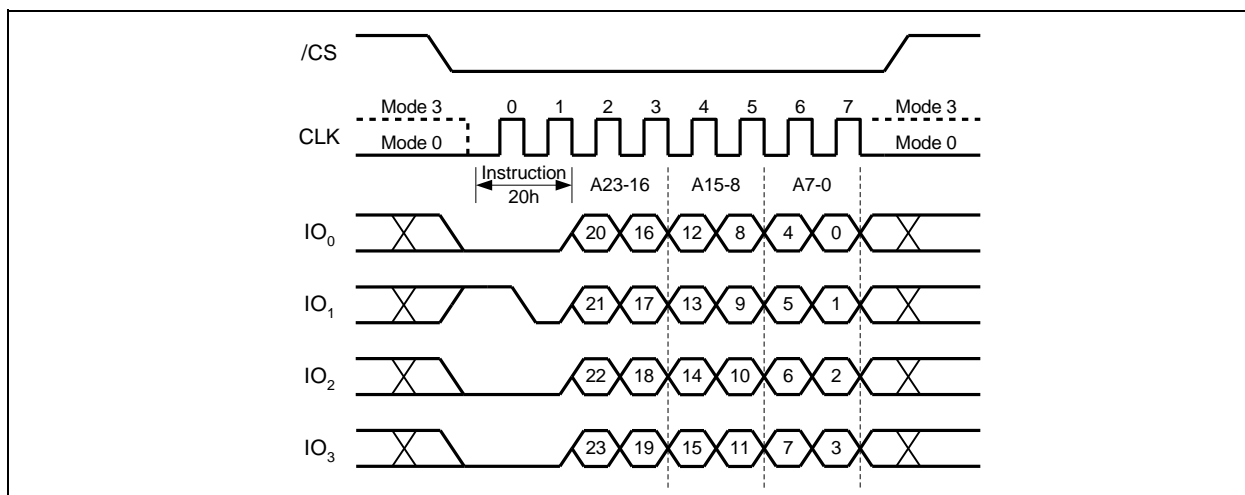 /CS
Mode 3 0 1 2 3 4 5 6 7 Mode 3
CLK
Mode 0 Mode 0
Instruction
20h
A23-16 A15-8 A7-0
IO0 20 16 12 8 4 0
IO1 21 17 13 9 5 1
IO2 22 18 14 10 6 2
IO3 23 19 15 11 7 3